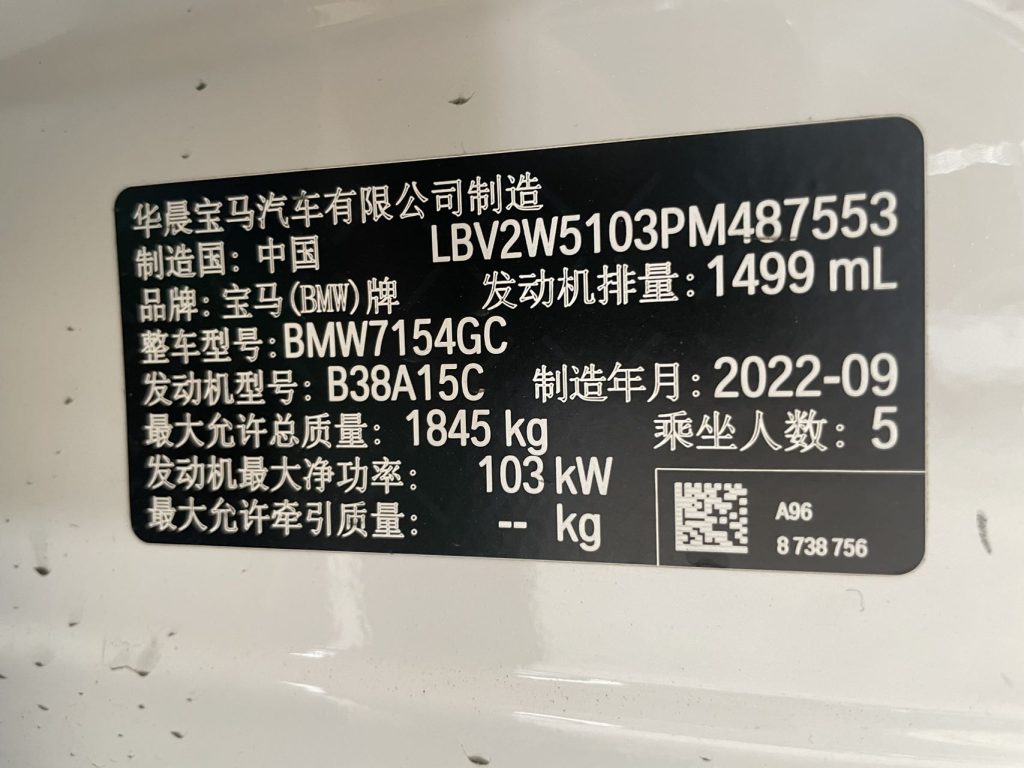 华晨宝马汽车有限公司制造
制造国：中国 LBV2W5103PM487553
品牌：宝马(BMW)牌 发动机排量：1499 mL
整车型号：BMW7154GC
发动机型号：B38A15C 制造年月：2022-09
最大允许总质量：1845 kg 乘坐人数：5
发动机最大净功率：103 kW
最大允许牵引质量：-- kg
A96
8 738 756